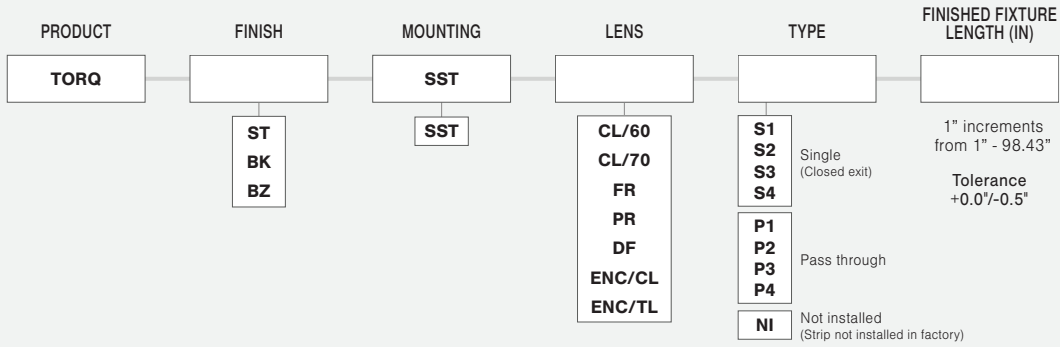 PRODUCT
FINISH
MOUNTING
LENS
TYPE
FINISHED FIXTURE
LENGTH (IN)
TORQ
SST
ST
BK
BZ
SST
CL/60
CL/70
FR
PR
DF
ENC/CL
ENC/TL
S1
S2
S3
S4
Single
(Closed exit)
P1
P2
P3
P4
Pass through
NI
Not installed
(Strip not installed in factory)
1” increments
from 1” - 98.43”
Tolerance
+0.0"/-0.5"